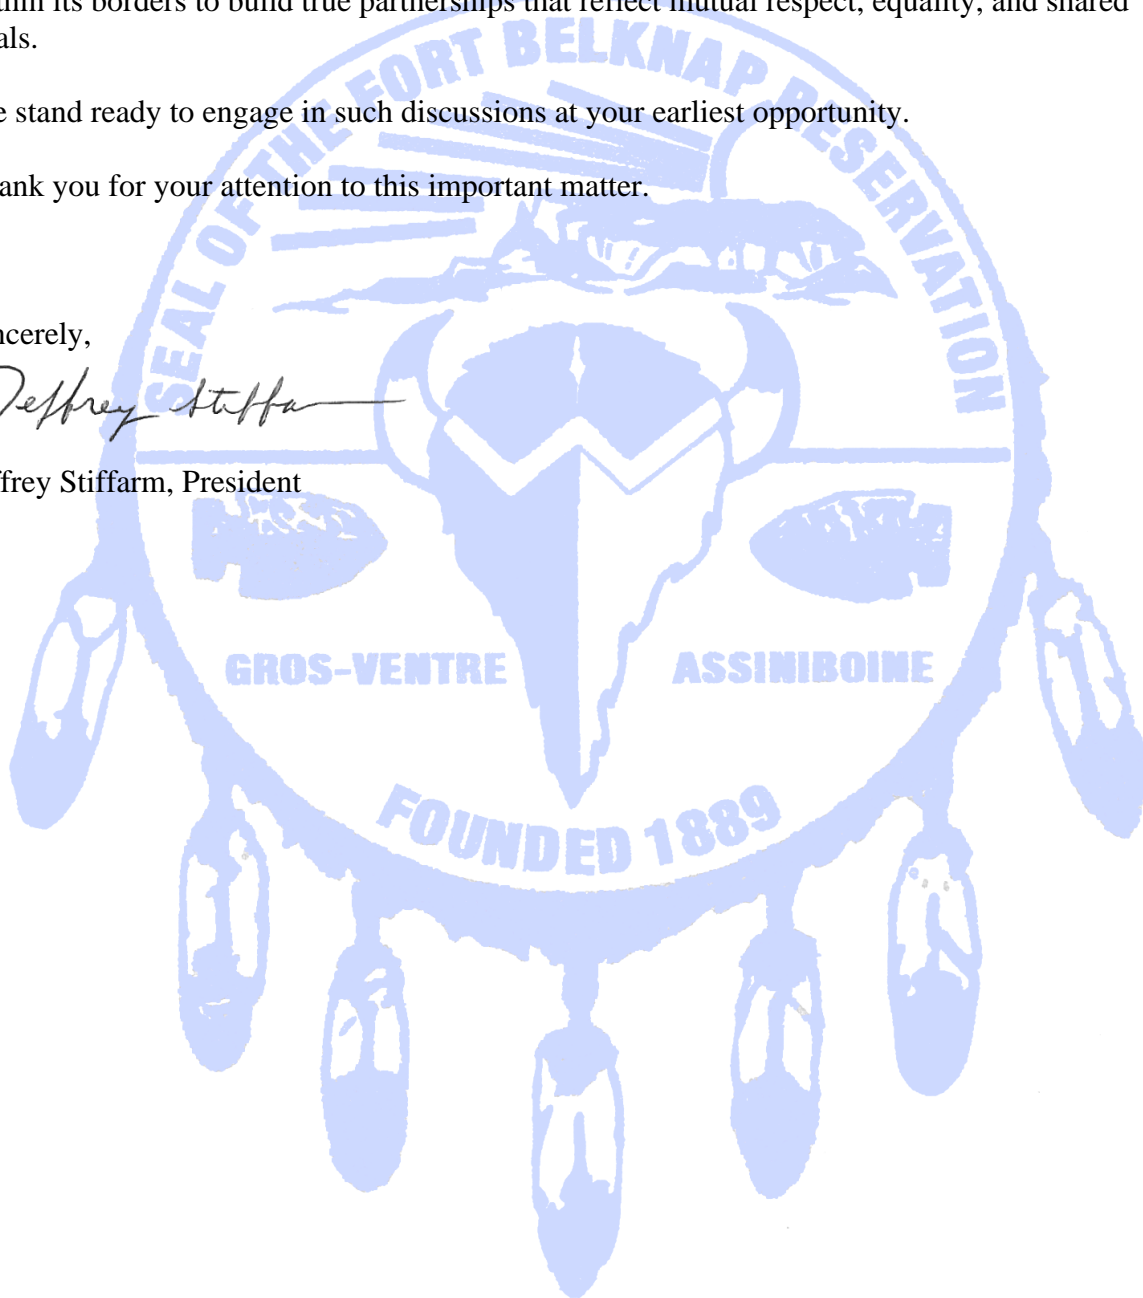 thin its borders to build true partnerships that reflect mutual respect, equality, and shared
als.
e stand ready to engage in such discussions at your earliest opportunity.
ank you for your attention to this important matter.
ncerely,
Jeffrey Stiffa
ffrey Stiffarm, President
SEAL OF THE FORT BELKNAP RESERVATION
GROS-VENTRE
ASSINIBOINE
FOUNDED 1889